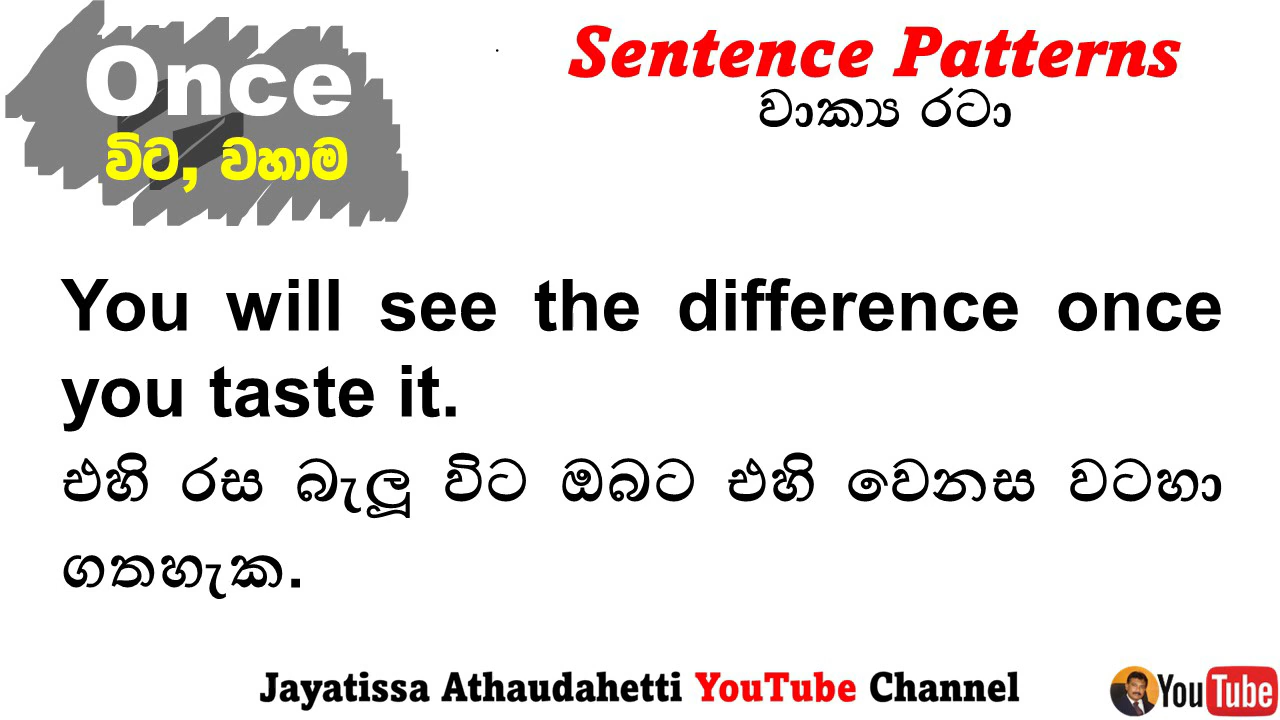 Once
විට, වහාම
Sentence Patterns
වාක්‍ය රටා
You will see the difference once
you taste it.
එහි රස බැලූ විට ඔබට එහි වෙනස වටහා
ගතහැක.
Jayatissa Athaudahetti YouTube Channel
YouTube